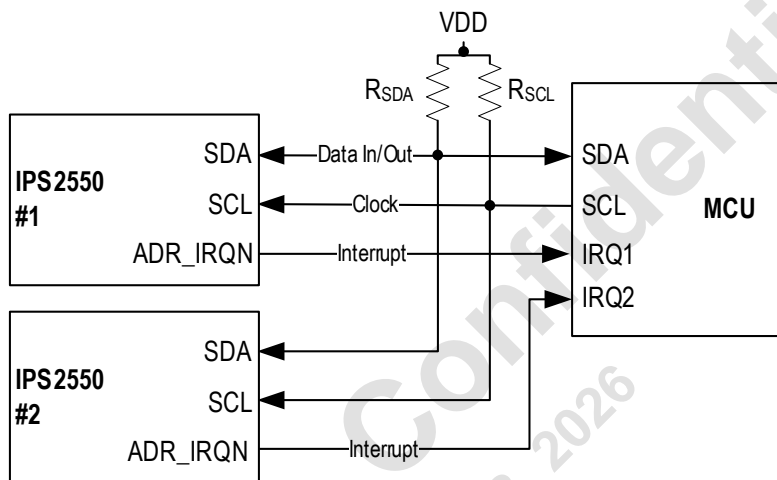 VDD
RSDA
RSCL
IPS2550
#1
SDA
SCL
ADR_IRQN
Data In/Out
Clock
Interrupt
SDA
SCL
IRQ1
IRQ2
MCU
IPS2550
#2
SDA
SCL
ADR_IRQN
Interrupt
Confidenti
2026